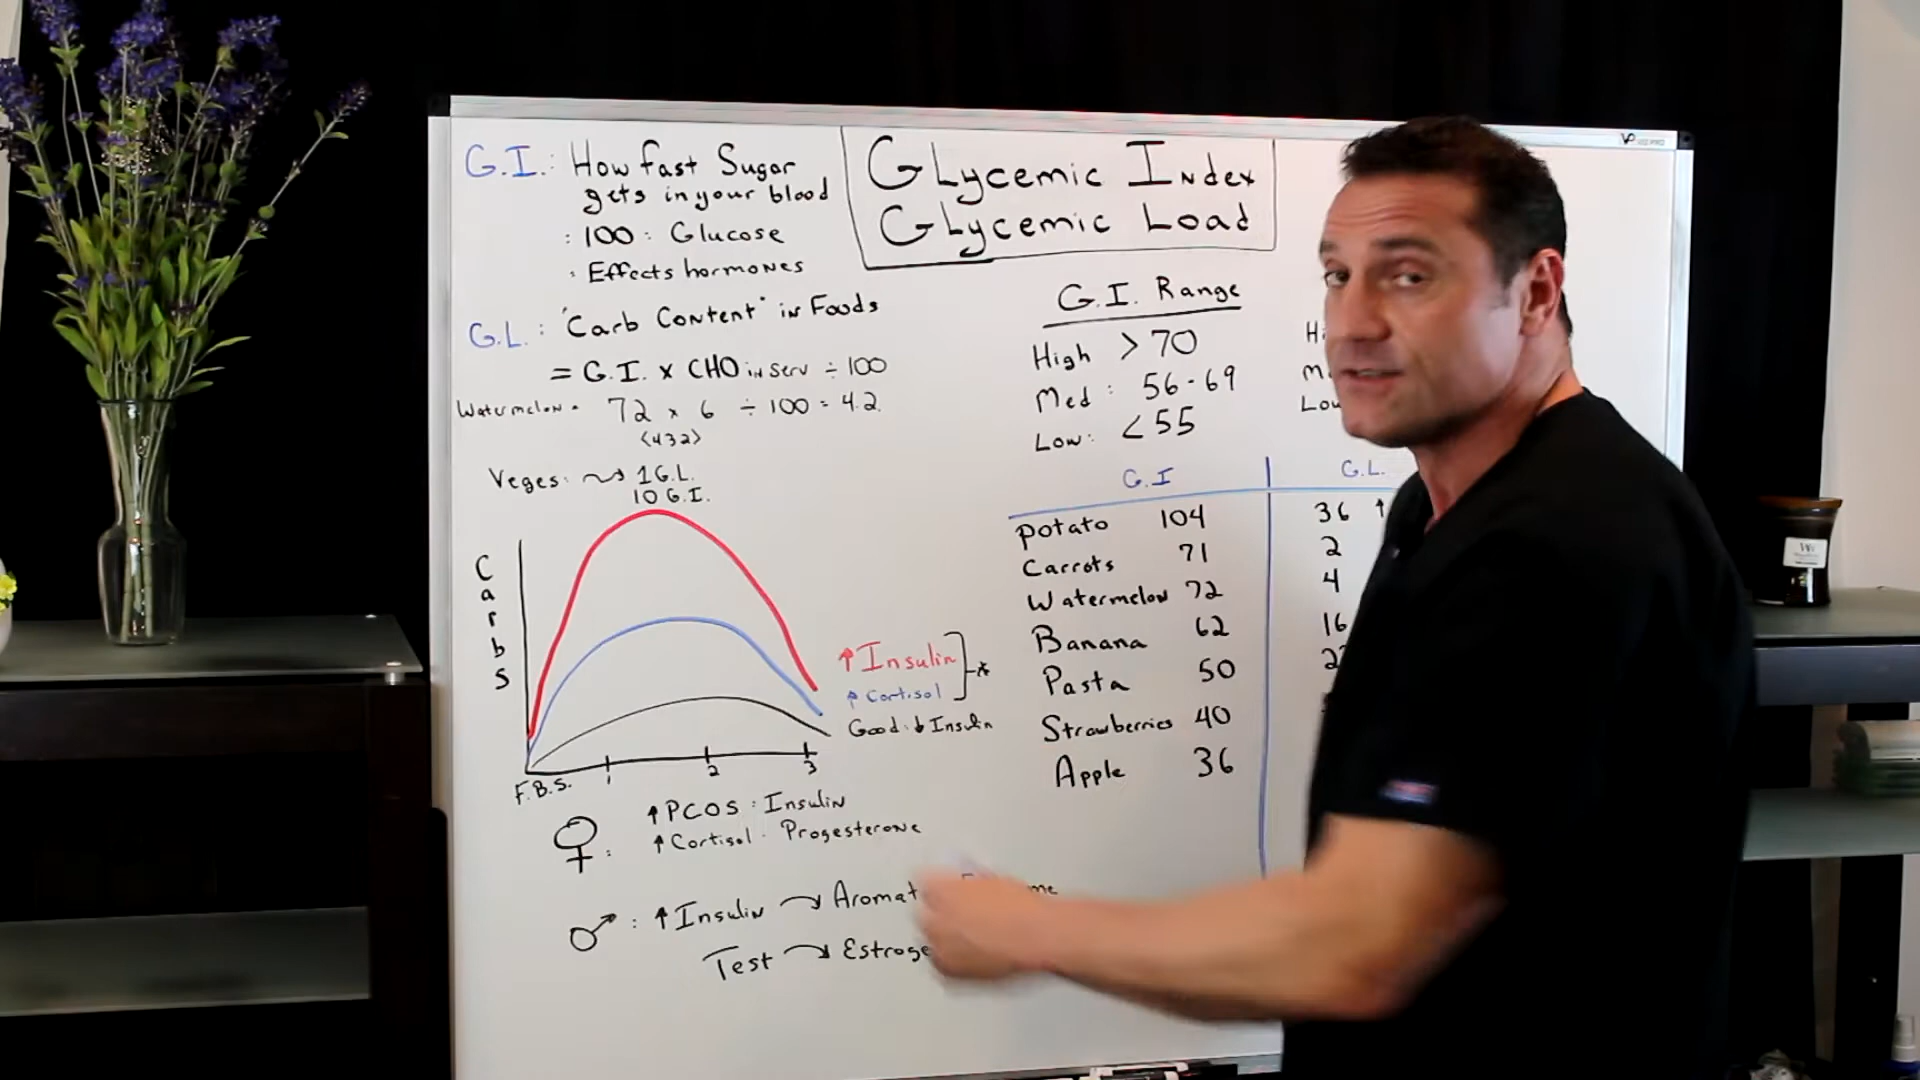 G.I.: How fast Sugar
gets in your blood
: 100 : Glucose
: Effects hormones
G.L.: "Carb Content" in Foods
= G.I. x CHO in serv ÷ 100
Watermelon = 72 x 6 ÷ 100 = 4.2
<432>
Veges: → 1 G.L.
10 G.I.
Carbs
↑ Insulin
↑ Cortisol
*
Good: ↓ Insulin
F.B.S. 1 2 3
♀: ↑ PCOS : Insulin
↑ Cortisol · Progesterone
♂: ↑ Insulin → Aromat
Test → Estroge
Glycemic Index
Glycemic Load
G.I. Range
High > 70
Med : 56-69
Low: < 55
Hi
M
Low
G.I G.L.
Potato 104 36 ↑
Carrots 71 2
Watermelon 72 4
Banana 62 16
Pasta 50 2
Strawberries 40
Apple 36